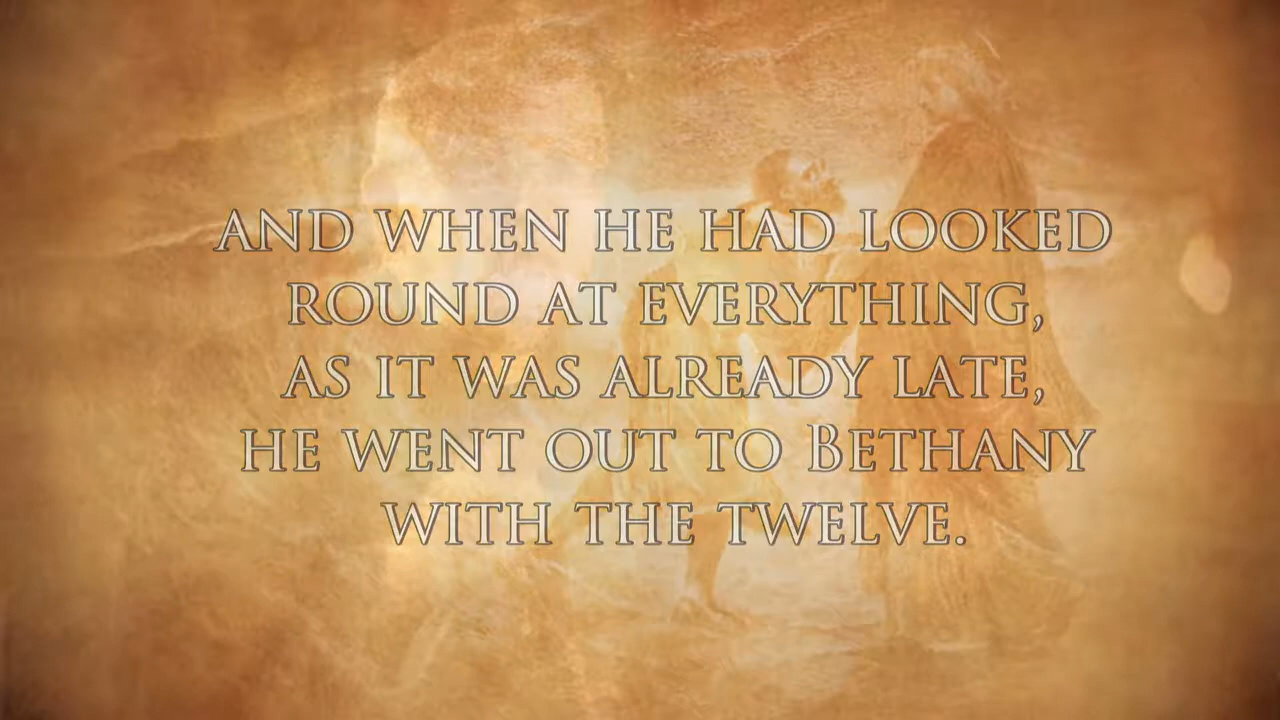 AND WHEN HE HAD LOOKED
ROUND AT EVERYTHING,
AS IT WAS ALREADY LATE,
HE WENT OUT TO BETHANY
WITH THE TWELVE.